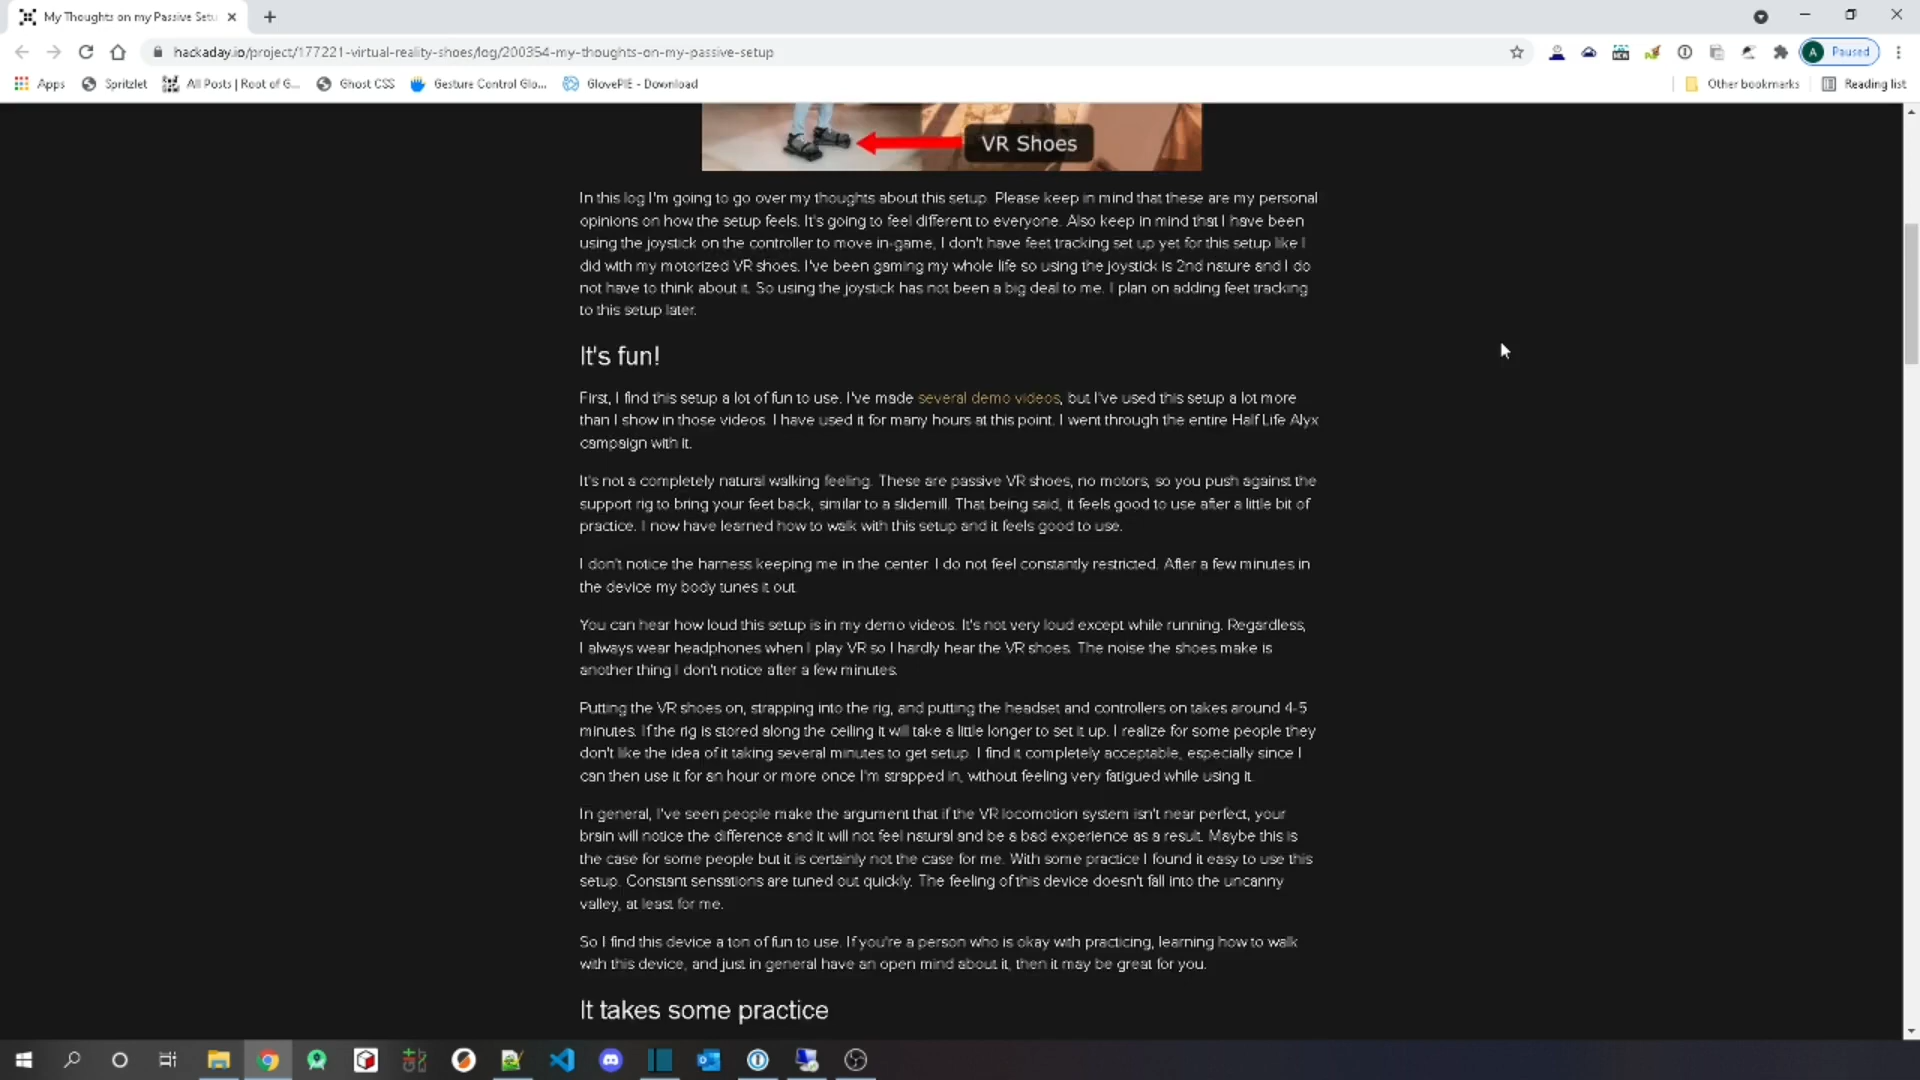 My Thoughts on my Passive Setu
hackaday.io/project/177221-virtual-reality-shoes/log/200354-my-thoughts-on-my-passive-setup
A Paused
Apps Spritzlet All Posts | Root of G... Ghost CSS Gesture Control Glo... GlovePIE - Download Other bookmarks Reading list
VR Shoes
In this log I'm going to go over my thoughts about this setup. Please keep in mind that these are my personal
opinions on how the setup feels. It's going to feel different to everyone. Also keep in mind that I have been
using the joystick on the controller to move in-game, I don't have feet tracking set up yet for this setup like I
did with my motorized VR shoes. I've been gaming my whole life so using the joystick is 2nd nature and I do
not have to think about it. So using the joystick has not been a big deal to me. I plan on adding feet tracking
to this setup later.
It's fun!
First, I find this setup a lot of fun to use. I've made several demo videos, but I've used this setup a lot more
than I show in those videos. I have used it for many hours at this point. I went through the entire Half Life Alyx
campaign with it.
It's not a completely natural walking feeling. These are passive VR shoes, no motors, so you push against the
support rig to bring your feet back, similar to a slidemill. That being said, it feels good to use after a little bit of
practice. I now have learned how to walk with this setup and it feels good to use.
I don't notice the harness keeping me in the center. I do not feel constantly restricted. After a few minutes in
the device my body tunes it out.
You can hear how loud this setup is in my demo videos. It's not very loud except while running. Regardless,
I always wear headphones when I play VR so I hardly hear the VR shoes. The noise the shoes make is
another thing I don't notice after a few minutes.
Putting the VR shoes on, strapping into the rig, and putting the headset and controllers on takes around 4-5
minutes. If the rig is stored along the ceiling it will take a little longer to set it up. I realize for some people they
don't like the idea of it taking several minutes to get setup. I find it completely acceptable, especially since I
can then use it for an hour or more once I'm strapped in, without feeling very fatigued while using it.
In general, I've seen people make the argument that if the VR locomotion system isn't near perfect, your
brain will notice the difference and it will not feel natural and be a bad experience as a result. Maybe this is
the case for some people but it is certainly not the case for me. With some practice I found it easy to use this
setup. Constant sensations are tuned out quickly. The feeling of this device doesn't fall into the uncanny
valley, at least for me.
So I find this device a ton of fun to use. If you're a person who is okay with practicing, learning how to walk
with this device, and just in general have an open mind about it, then it may be great for you.
It takes some practice